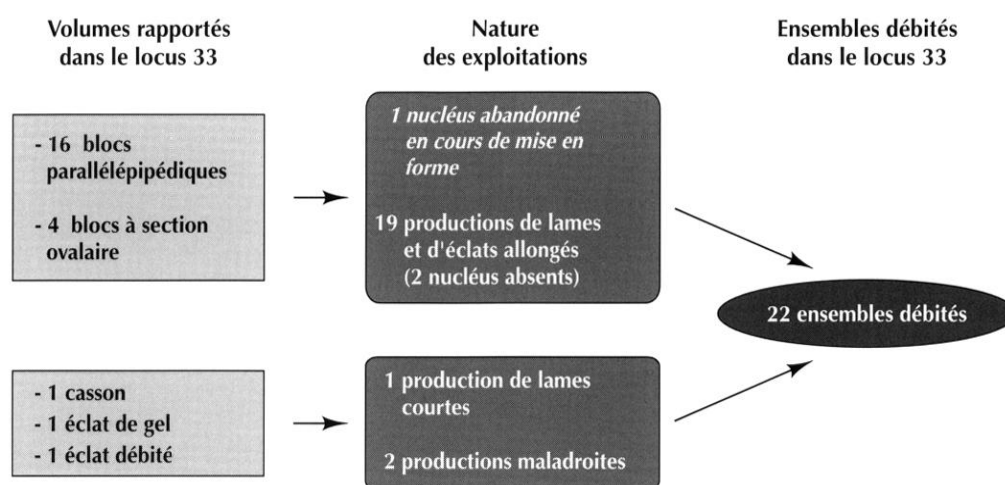 Volumes rapportés
dans le locus 33
Nature
des exploitations
Ensembles débités
dans le locus 33
- 16 blocs
parallélépipédiques
- 4 blocs à section
ovalaire
1 nucléus abandonné
en cours de mise en
forme
19 productions de lames
et d'éclats allongés
(2 nucléus absents)
22 ensembles débités
- 1 casson
- 1 éclat de gel
- 1 éclat débité
1 production de lames
courtes
2 productions maladroites